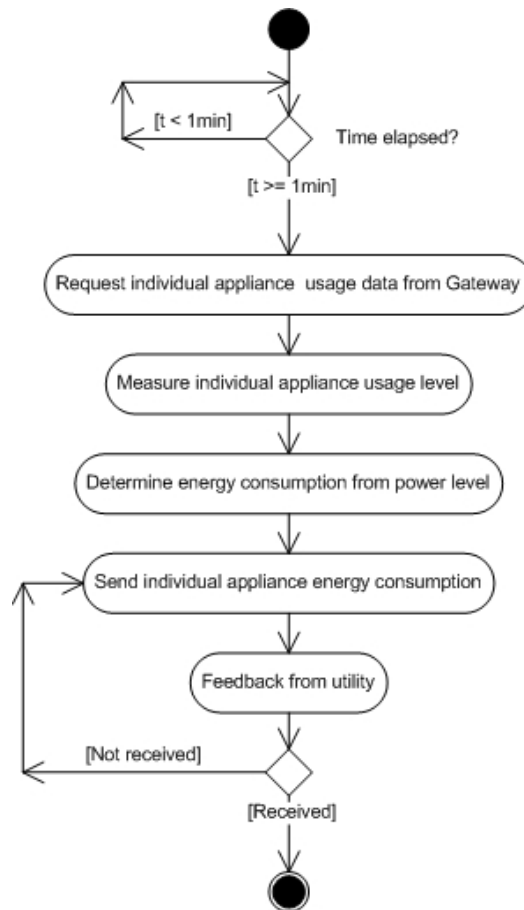 [t < 1min]
Time elapsed?
[t >= 1min]
Request individual appliance usage data from Gateway
Measure individual appliance usage level
Determine energy consumption from power level
Send individual appliance energy consumption
Feedback from utility
[Not received]
[Received]